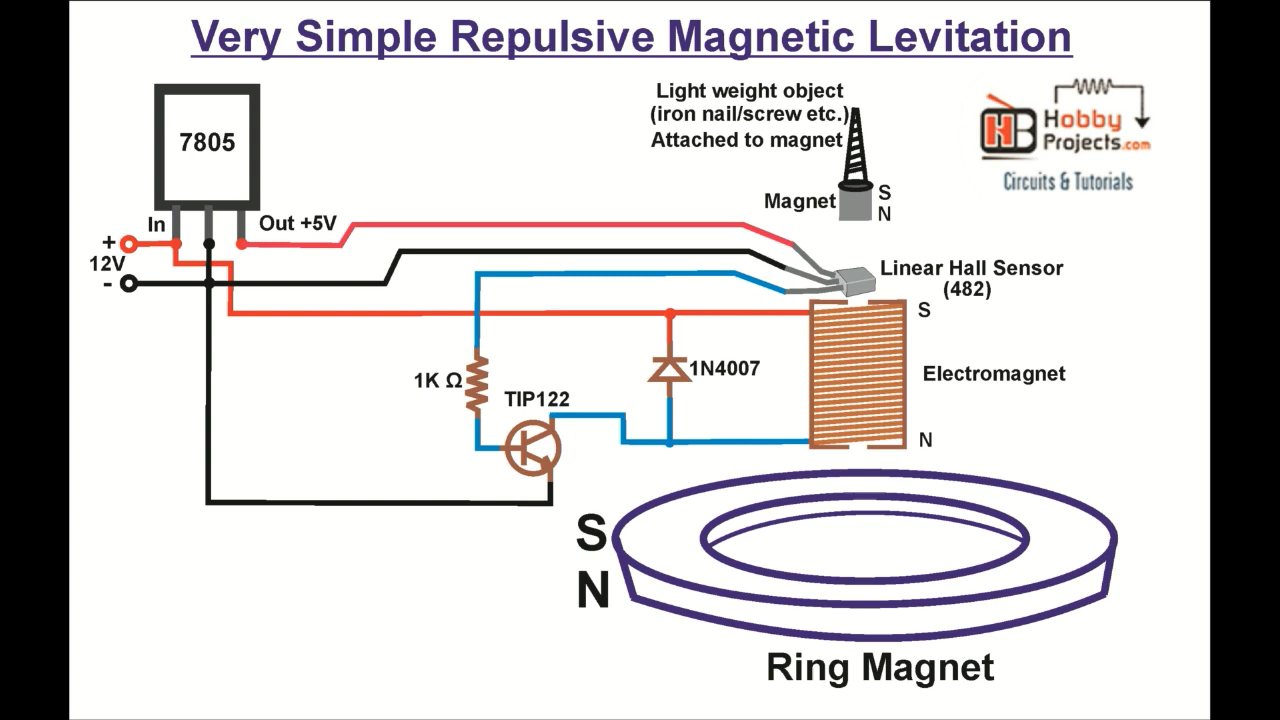 Very Simple Repulsive Magnetic Levitation
Light weight object
(iron nail/screw etc.)
Attached to magnet
Hobby
Projects.com
HB
Circuits & Tutorials
7805
In
Out +5V
Magnet
S
N
+
12V
-
Linear Hall Sensor
(482)
S
1N4007
Electromagnet
1K Ω
TIP122
N
S
N
Ring Magnet